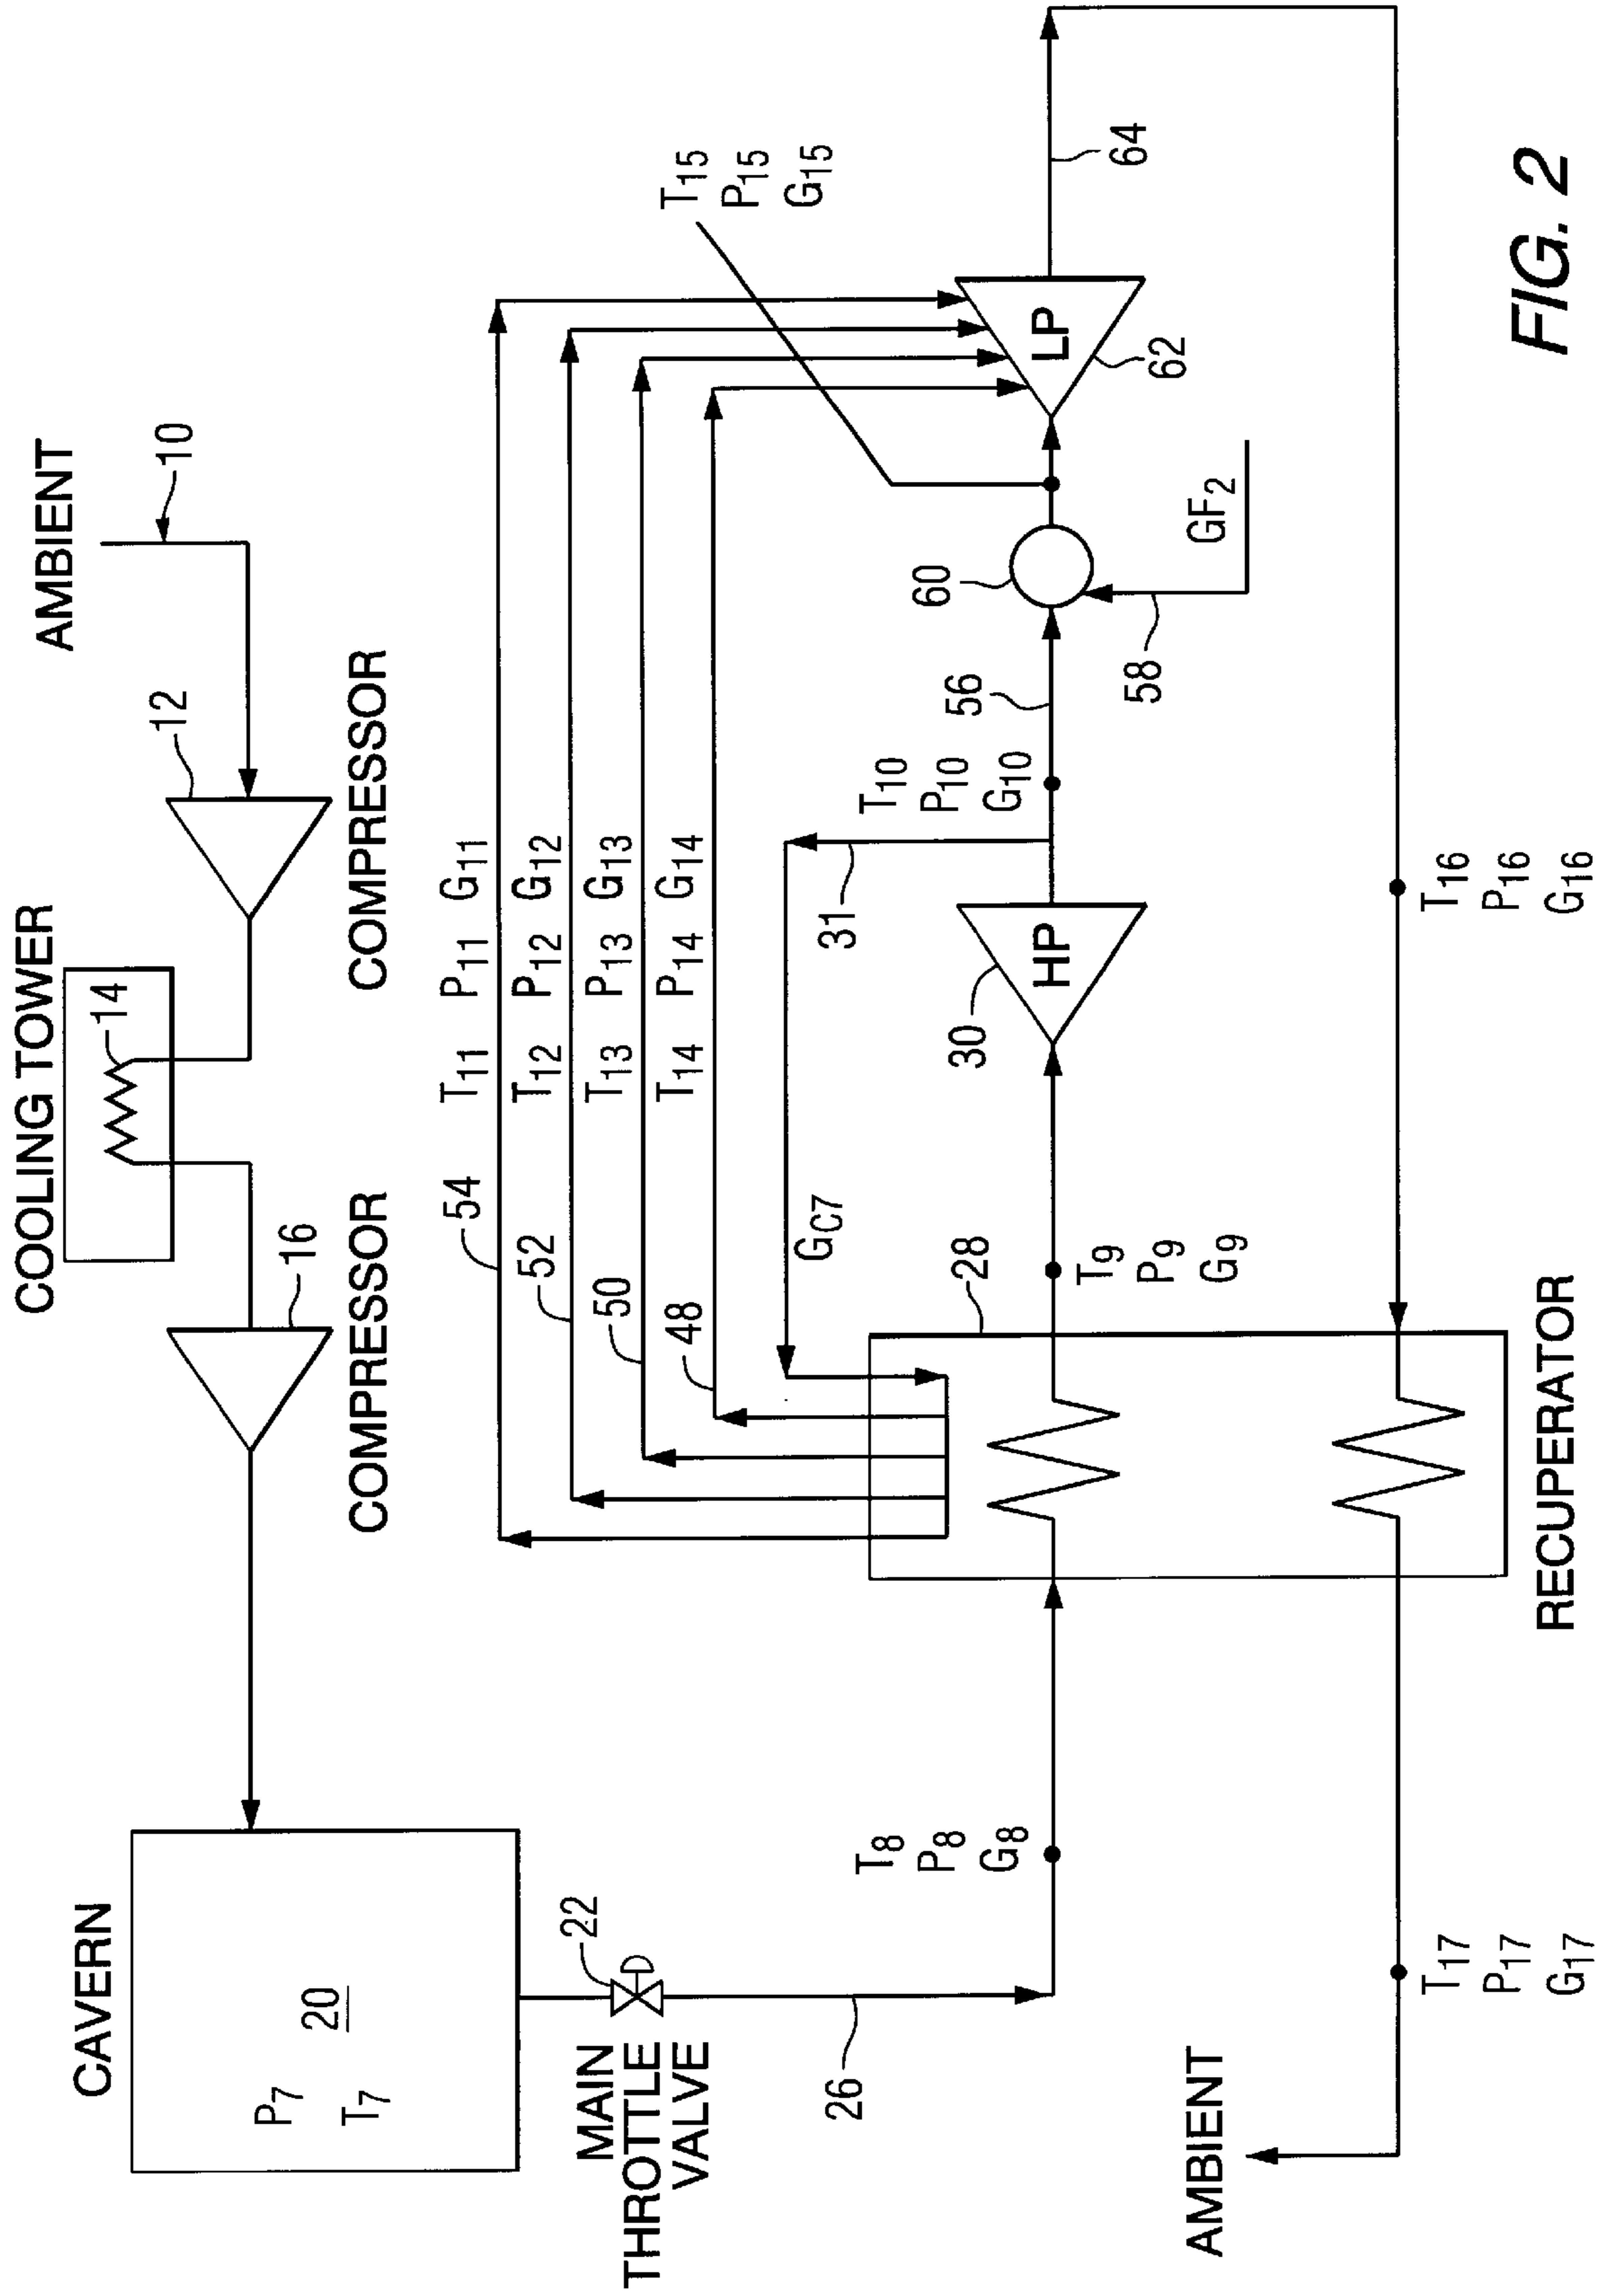 AMBIENT
10
12
COMPRESSOR
COOLING TOWER
14
16
COMPRESSOR
CAVERN
P7
T7
20
22
MAIN
THROTTLE
VALVE
26
T8
P8
G8
RECUPERATOR
28
T9
P9
G9
30
HP
31
GC7
T10
P10
G10
T11 P11 G11
T12 P12 G12
T13 P13 G13
T14 P14 G14
54
52
50
48
56
58
GF2
60
T15
P15
G15
LP
62
64
T16
P16
G16
T17
P17
G17
AMBIENT
FIG. 2